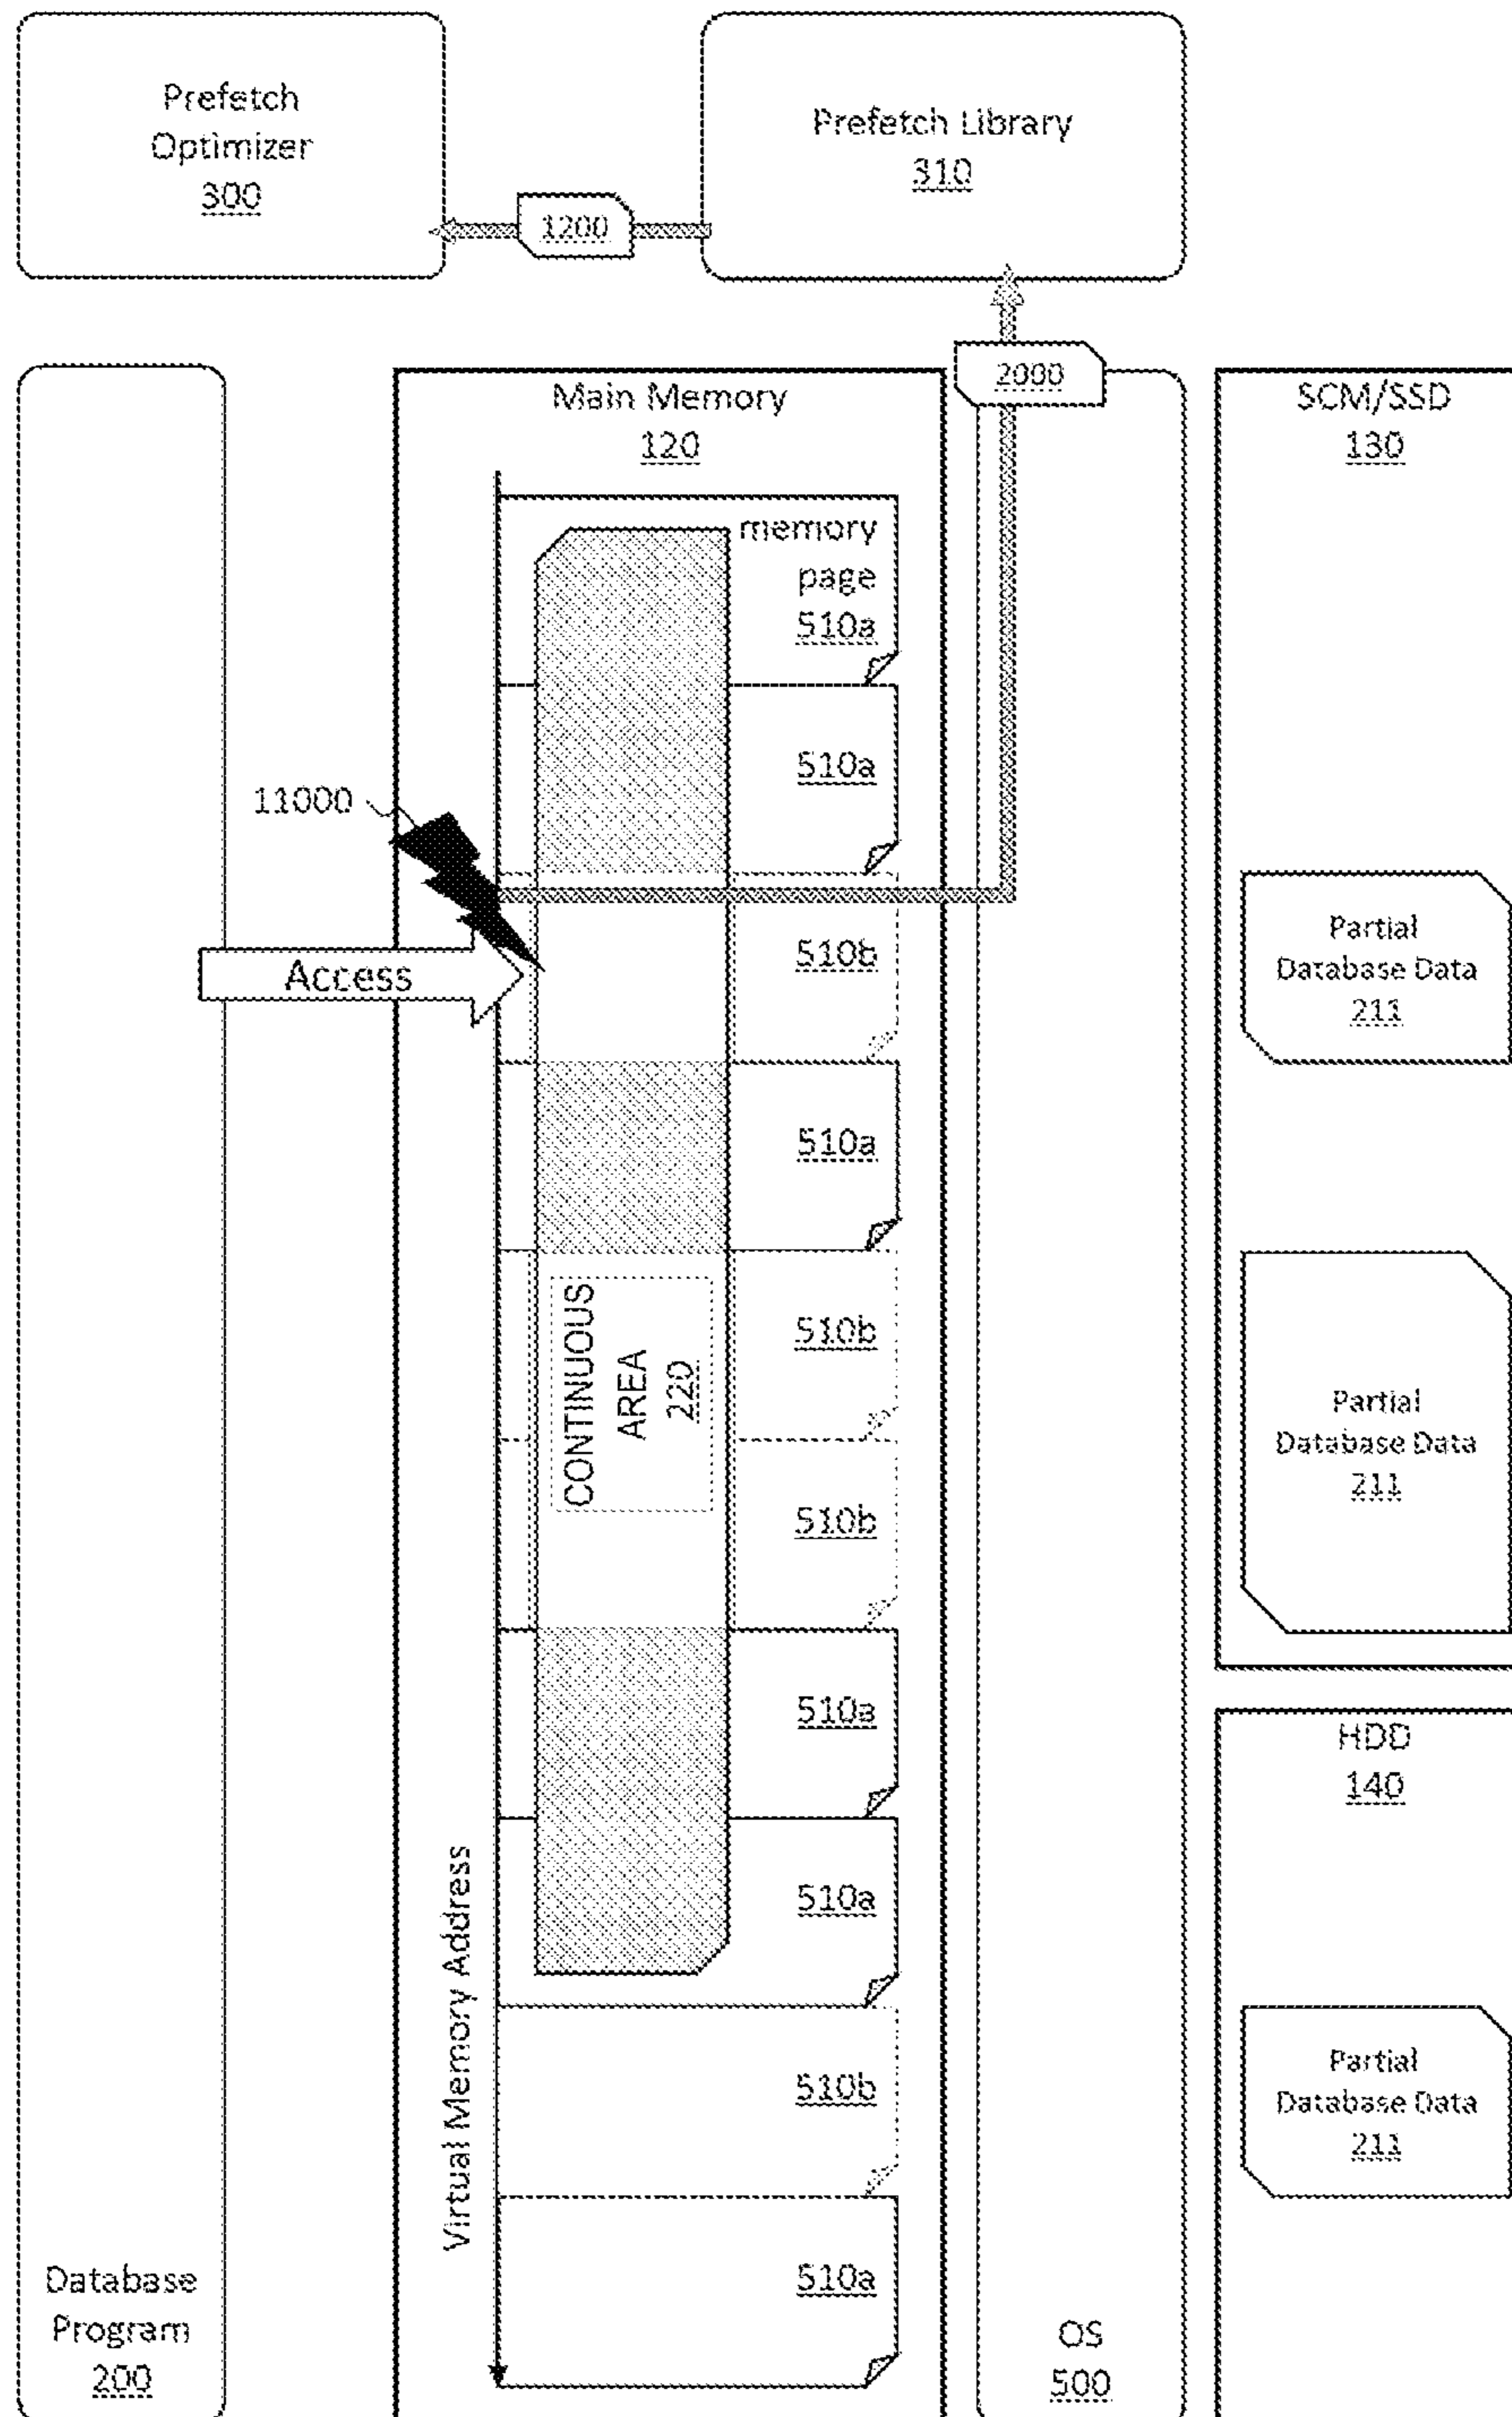 Prefetch
Optimizer
300
Prefetch Library
310
1200
2000
Main Memory
120
SCM/SSD
130
memory
page
510a
510a
11000
510b
Access
Partial
Database Data
211
510a
510b
CONTINUOUS
AREA
220
Partial
Database Data
211
510b
510a
HDD
140
510a
Virtual Memory Address
510b
Partial
Database Data
211
510a
Database
Program
200
OS
500